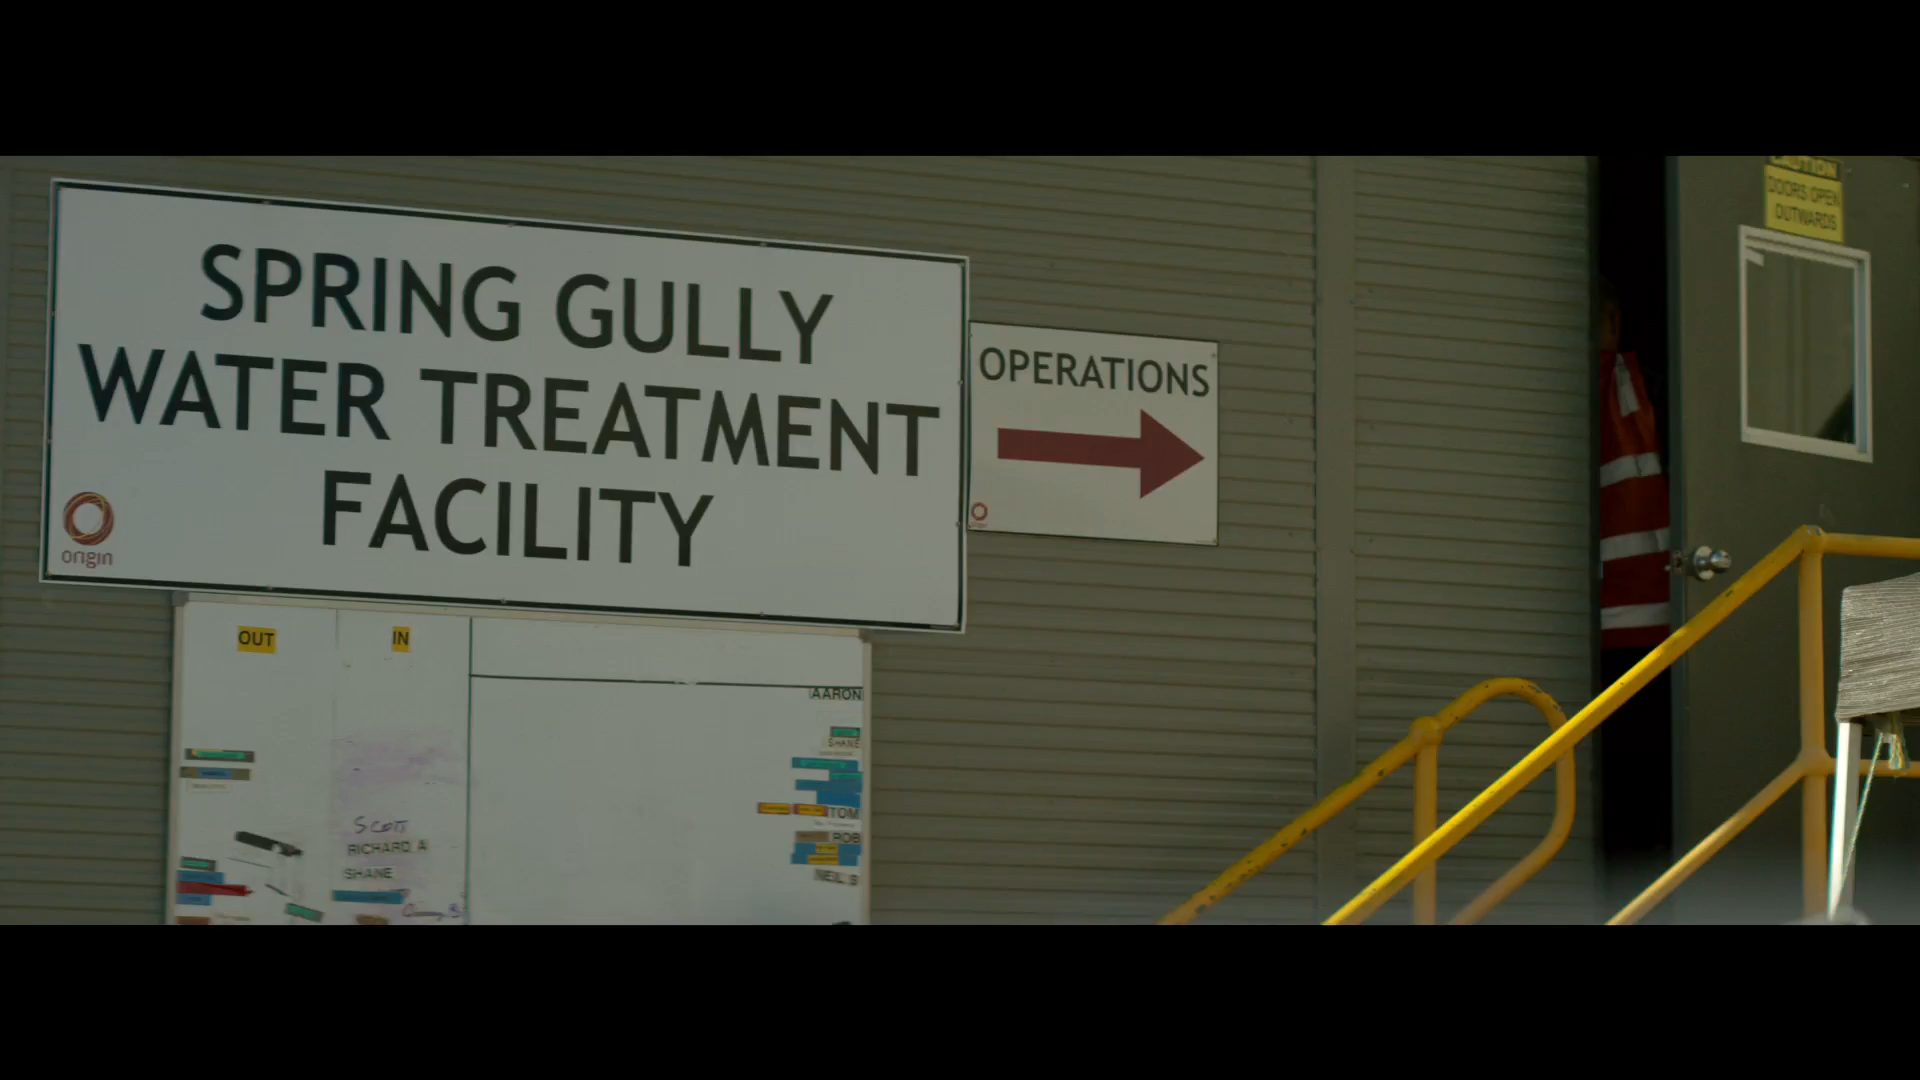 SPRING GULLY
WATER TREATMENT
FACILITY
origin
OPERATIONS
CAUTION
DOORS OPEN
OUTWARDS
OUT
IN
AARON
SHANE
TOM
ROB
NEIL B
SCOTT
RICHARD. A
SHANE